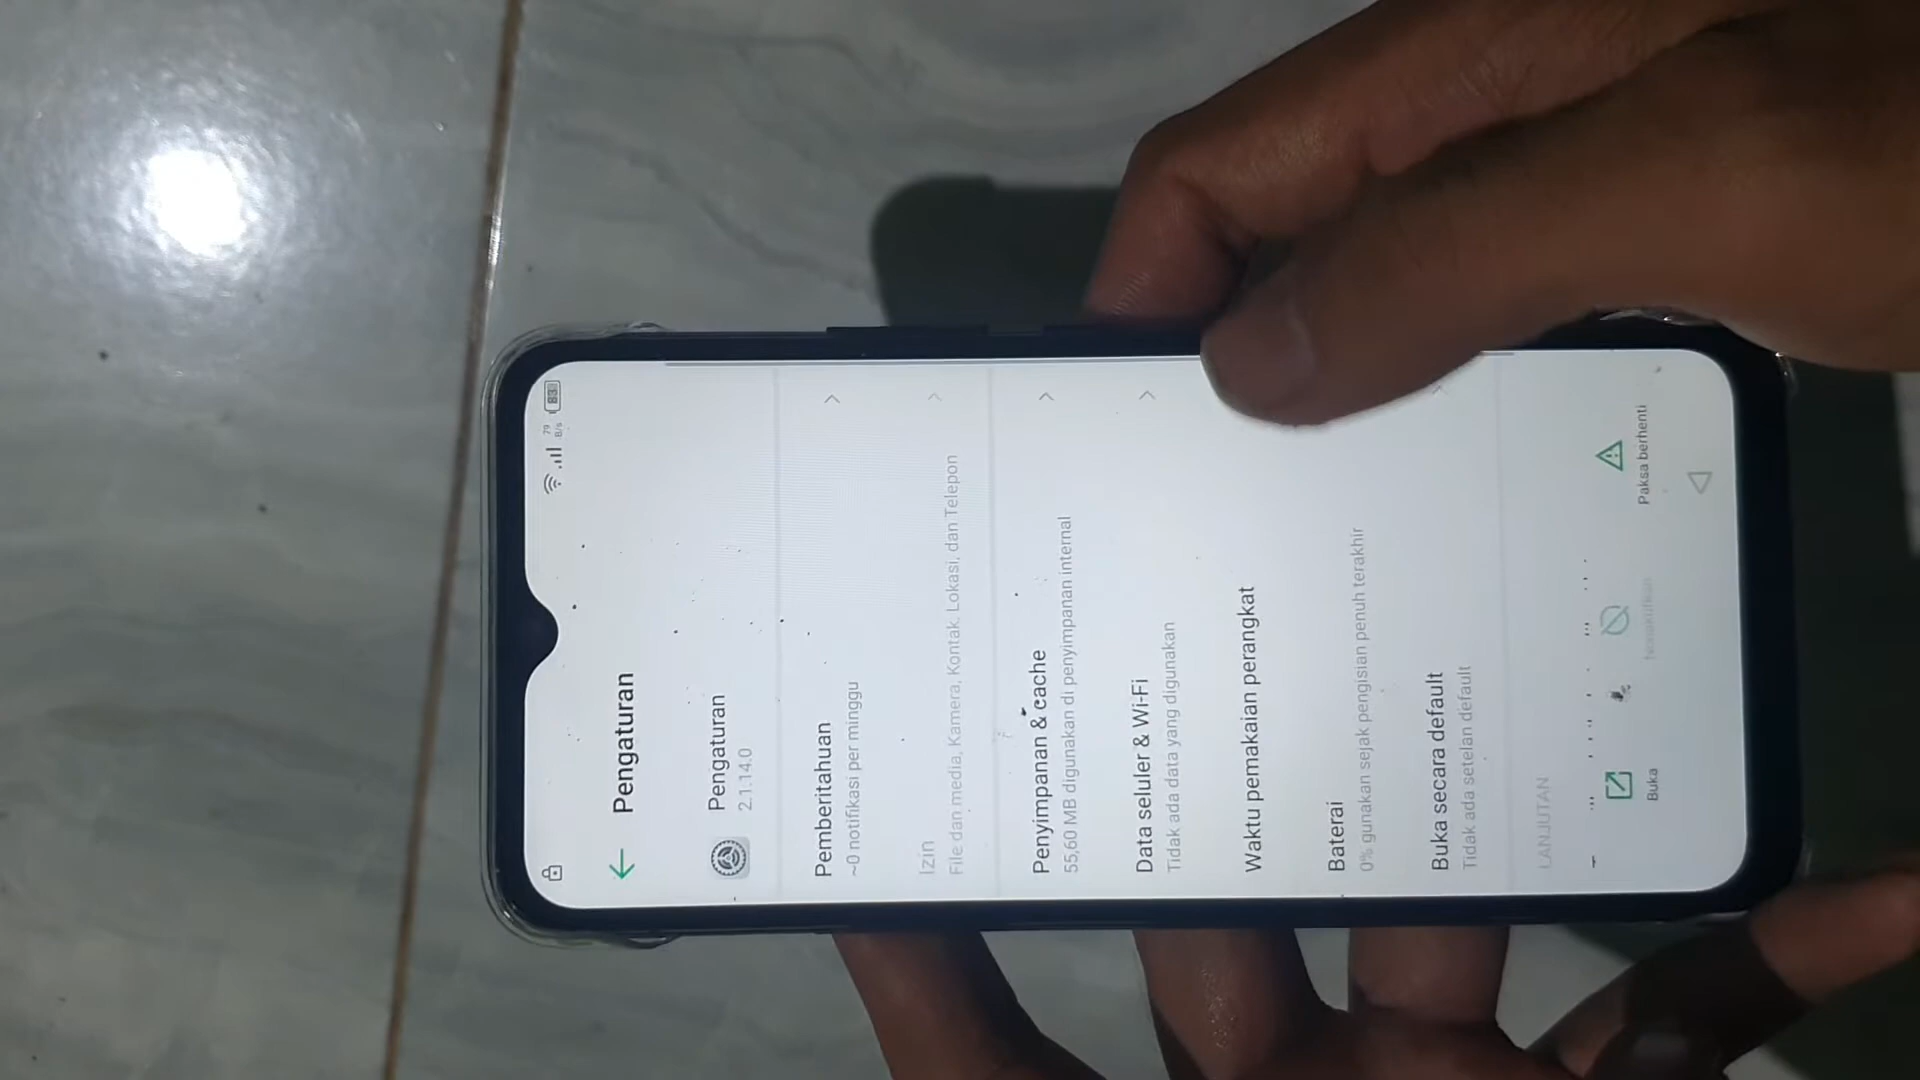 79
B/s
83
Pengaturan
Pengaturan
2.1.14.0
Pemberitahuan
~0 notifikasi per minggu
Izin
File dan media, Kamera, Kontak, Lokasi, dan Telepon
Penyimpanan & cache
55,60 MB digunakan di penyimpanan internal
Data seluler & Wi-Fi
Tidak ada data yang digunakan
Waktu pemakaian perangkat
Baterai
0% gunakan sejak pengisian penuh terakhir
Buka secara default
Tidak ada setelan default
LANJUTAN
Buka
Nonaktifkan
Paksa berhenti